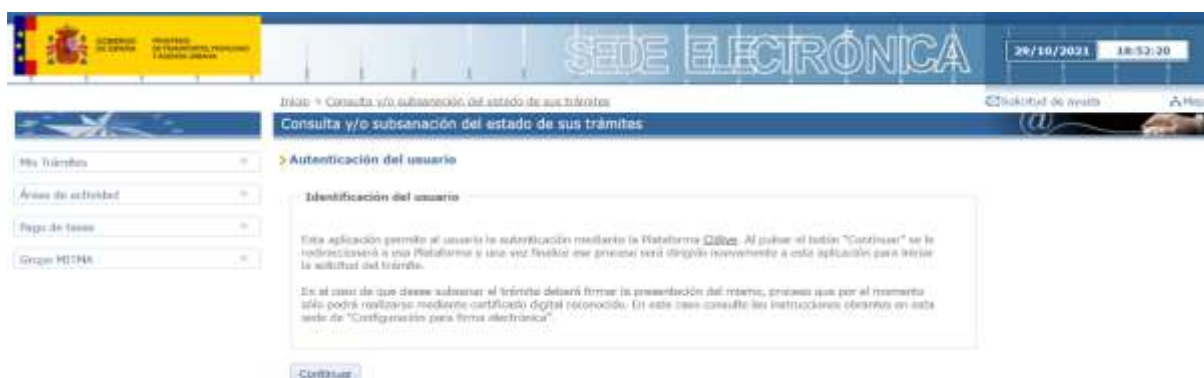 GOBIERNO
DE ESPAÑA
MINISTERIO
DE TRANSPORTES, MOVILIDAD
Y AGENDA URBANA
SEDE ELECTRÓNICA
29/10/2021 18:52:20
Inicio > Consulta y/o subsanación del estado de sus trámites
Solicitud de ayuda
Consulta y/o subsanación del estado de sus trámites
Mis Trámites
Áreas de actividad
Pago de tasas
Grupo MITMA
Autenticación del usuario
Identificación del usuario
Esta aplicación permite al usuario la autenticación mediante la Plataforma Cl@ve. Al pulsar el botón "Continuar" se le
redireccionará a esa Plataforma y una vez finalice ese proceso será dirigido nuevamente a esta aplicación para iniciar
la solicitud del trámite.
En el caso de que desee subsanar el trámite deberá firmar la presentación del mismo, proceso que por el momento
sólo podrá realizarse mediante certificado digital reconocido. En este caso consulte las instrucciones obrantes en esta
sede de "Configuración para firma electrónica"
Continuar